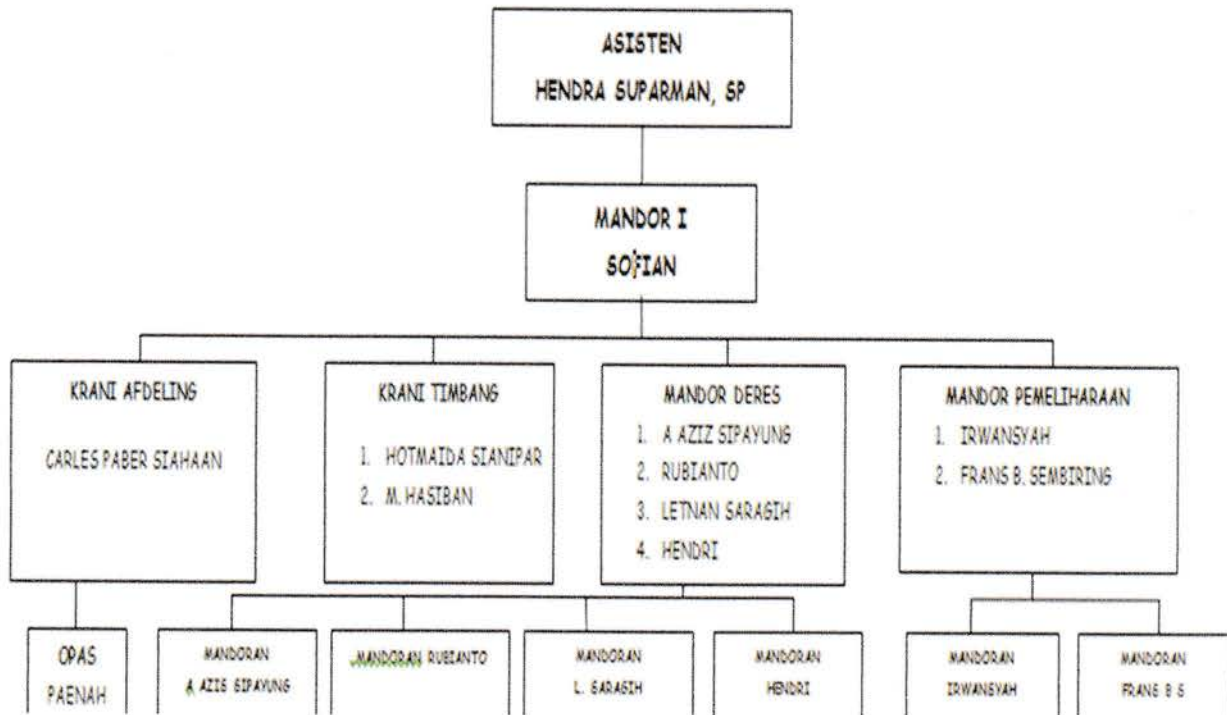 ASISTEN
HENDRA SUPARMAN, SP
MANDOR I
SOFIAN
KRANI AFDELING
CARLES PABER SIAHAAN
KRANI TIMBANG
1. HOTMAIDA SIANIPAR
2. M. HASIBAN
MANDOR DERES
1. A AZIZ SIPAYUNG
2. RUBIANTO
3. LETNAN SARAGIH
4. HENDRI
MANDOR PEMELIHARAAN
1. IRWANSYAH
2. FRANS B. SEMBIRING
OPAS
PAENAH
MANDORAN
A AZIS SIPAYUNG
MANDORAN RUBIANTO
MANDORAN
L. SARAGIH
MANDORAN
HENDRI
MANDORAN
IRWANSYAH
MANDORAN
FRANS B S